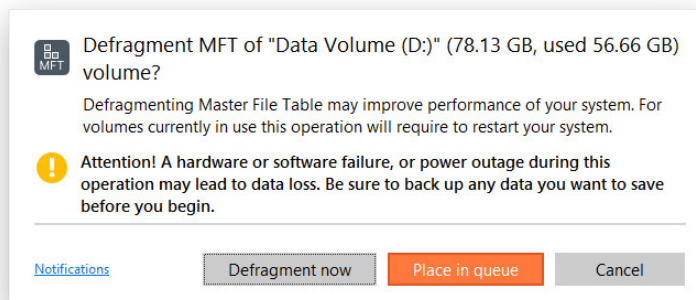 MFT
Defragment MFT of "Data Volume (D:)" (78.13 GB, used 56.66 GB)
volume?
Defragmenting Master File Table may improve performance of your system. For
volumes currently in use this operation will require to restart your system.
Attention! A hardware or software failure, or power outage during this
operation may lead to data loss. Be sure to back up any data you want to save
before you begin.
Notifications
Defragment now
Place in queue
Cancel